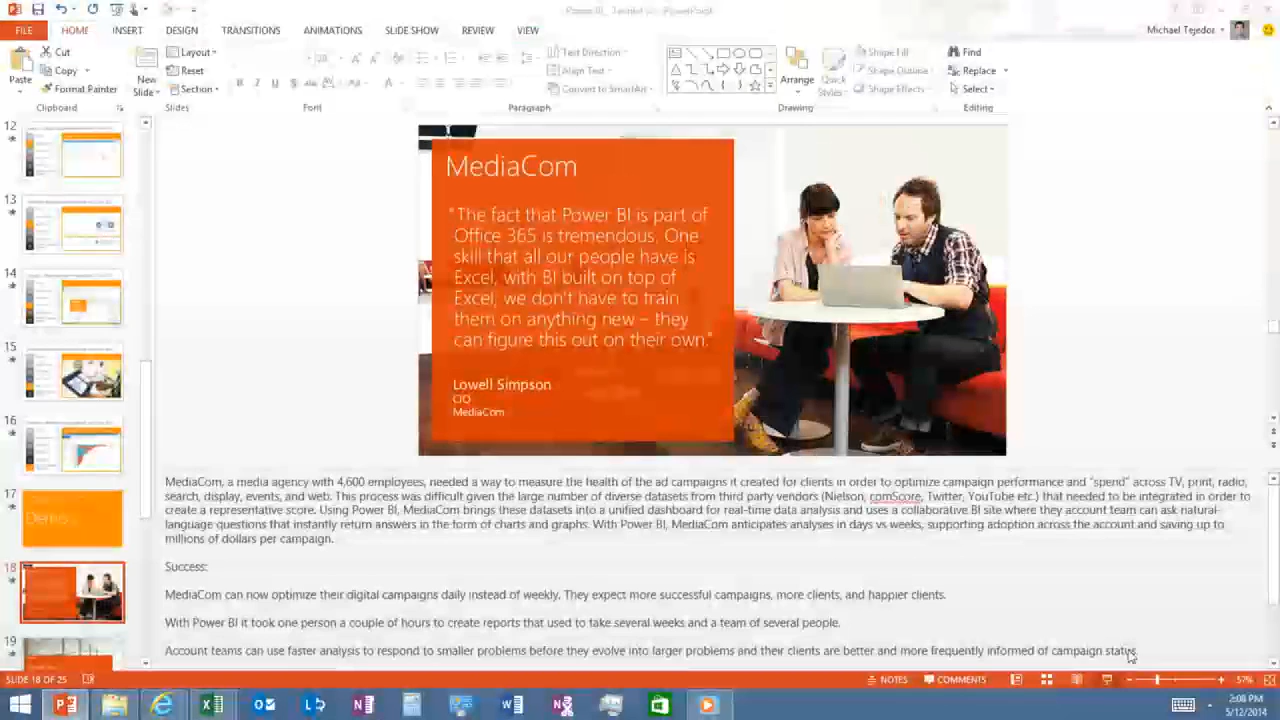 Power BI
PowerPoint
FILE HOME INSERT DESIGN TRANSITIONS ANIMATIONS SLIDE SHOW REVIEW VIEW
Michael Tejedor
Cut
Copy
Format Painter
Paste
New
Slide
Layout
Reset
Section
Text Direction
Align Text
Convert to SmartArt
Arrange
Quick
Styles
Shape Fill
Shape Outline
Shape Effects
Find
Replace
Select
Clipboard Slides Font Paragraph Drawing Editing
12
13
14
15
16
17
Demo
18
19
MediaCom
"The fact that Power BI is part of
Office 365 is tremendous. One
skill that all our people have is
Excel, with BI built on top of
Excel, we don't have to train
them on anything new – they
can figure this out on their own."
Lowell Simpson
CIO
MediaCom
MediaCom, a media agency with 4,600 employees, needed a way to measure the health of the ad campaigns it created for clients in order to optimize campaign performance and "spend" across TV, print, radio,
search, display, events, and web. This process was difficult given the large number of diverse datasets from third party vendors (Nielson, comScore, Twitter, YouTube etc.) that needed to be integrated in order to
create a representative score. Using Power BI, MediaCom brings these datasets into a unified dashboard for real-time data analysis and uses a collaborative BI site where they account team can ask natural-
language questions that instantly return answers in the form of charts and graphs. With Power BI, MediaCom anticipates analyses in days vs weeks, supporting adoption across the account and saving up to
millions of dollars per campaign.
Success:
MediaCom can now optimize their digital campaigns daily instead of weekly. They expect more successful campaigns, more clients, and happier clients.
With Power BI it took one person a couple of hours to create reports that used to take several weeks and a team of several people.
Account teams can use faster analysis to respond to smaller problems before they evolve into larger problems and their clients are better and more frequently informed of campaign status.
SLIDE 18 OF 25
NOTES
COMMENTS
57%
2:08 PM
5/12/2014